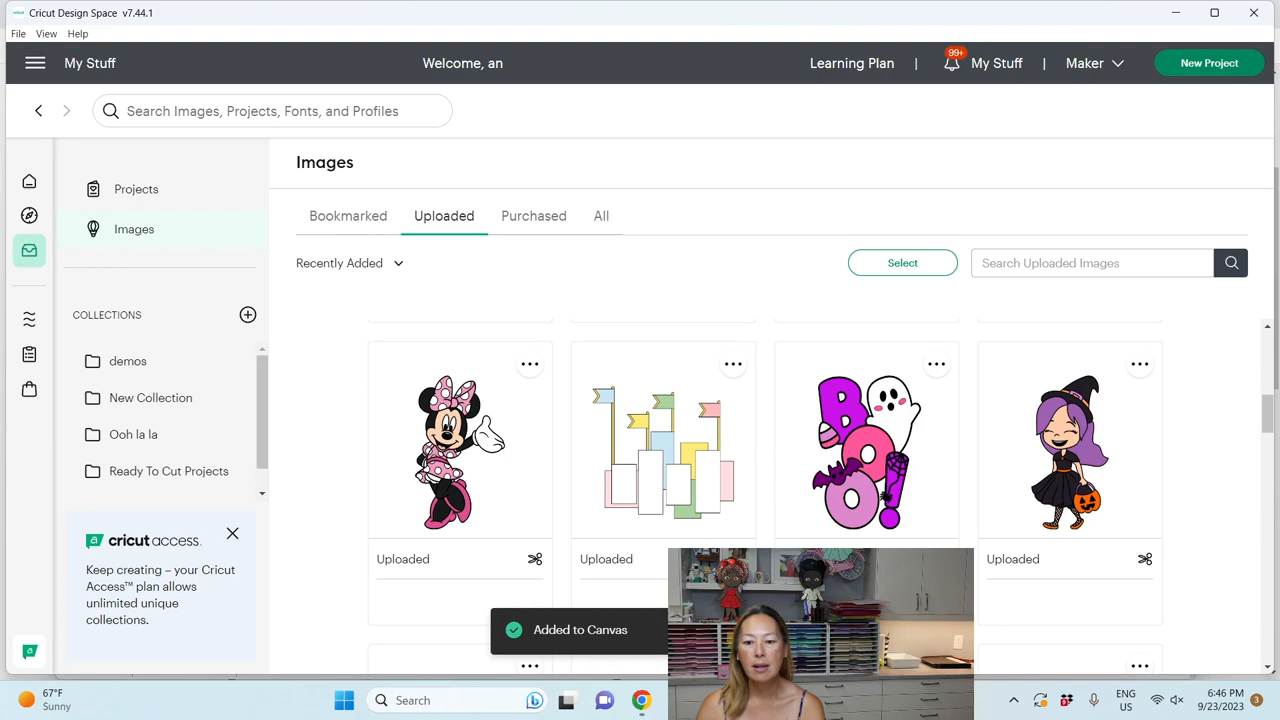 Cricut Design Space v7.44.1
File View Help
My Stuff
Welcome, an
Learning Plan | 99+ My Stuff | Maker New Project
Search Images, Projects, Fonts, and Profiles
Projects
Images
COLLECTIONS
demos
New Collection
Ooh la la
Ready To Cut Projects
a cricut access.
Keep creating – your Cricut
Access™ plan allows
unlimited unique
collections.
a
Images
Bookmarked Uploaded Purchased All
Recently Added
Select
Search Uploaded Images
BOO!
Uploaded
Uploaded
Uploaded
Added to Canvas
67°F
Sunny
Search
ENG
US
6:46 PM
9/23/2023
3